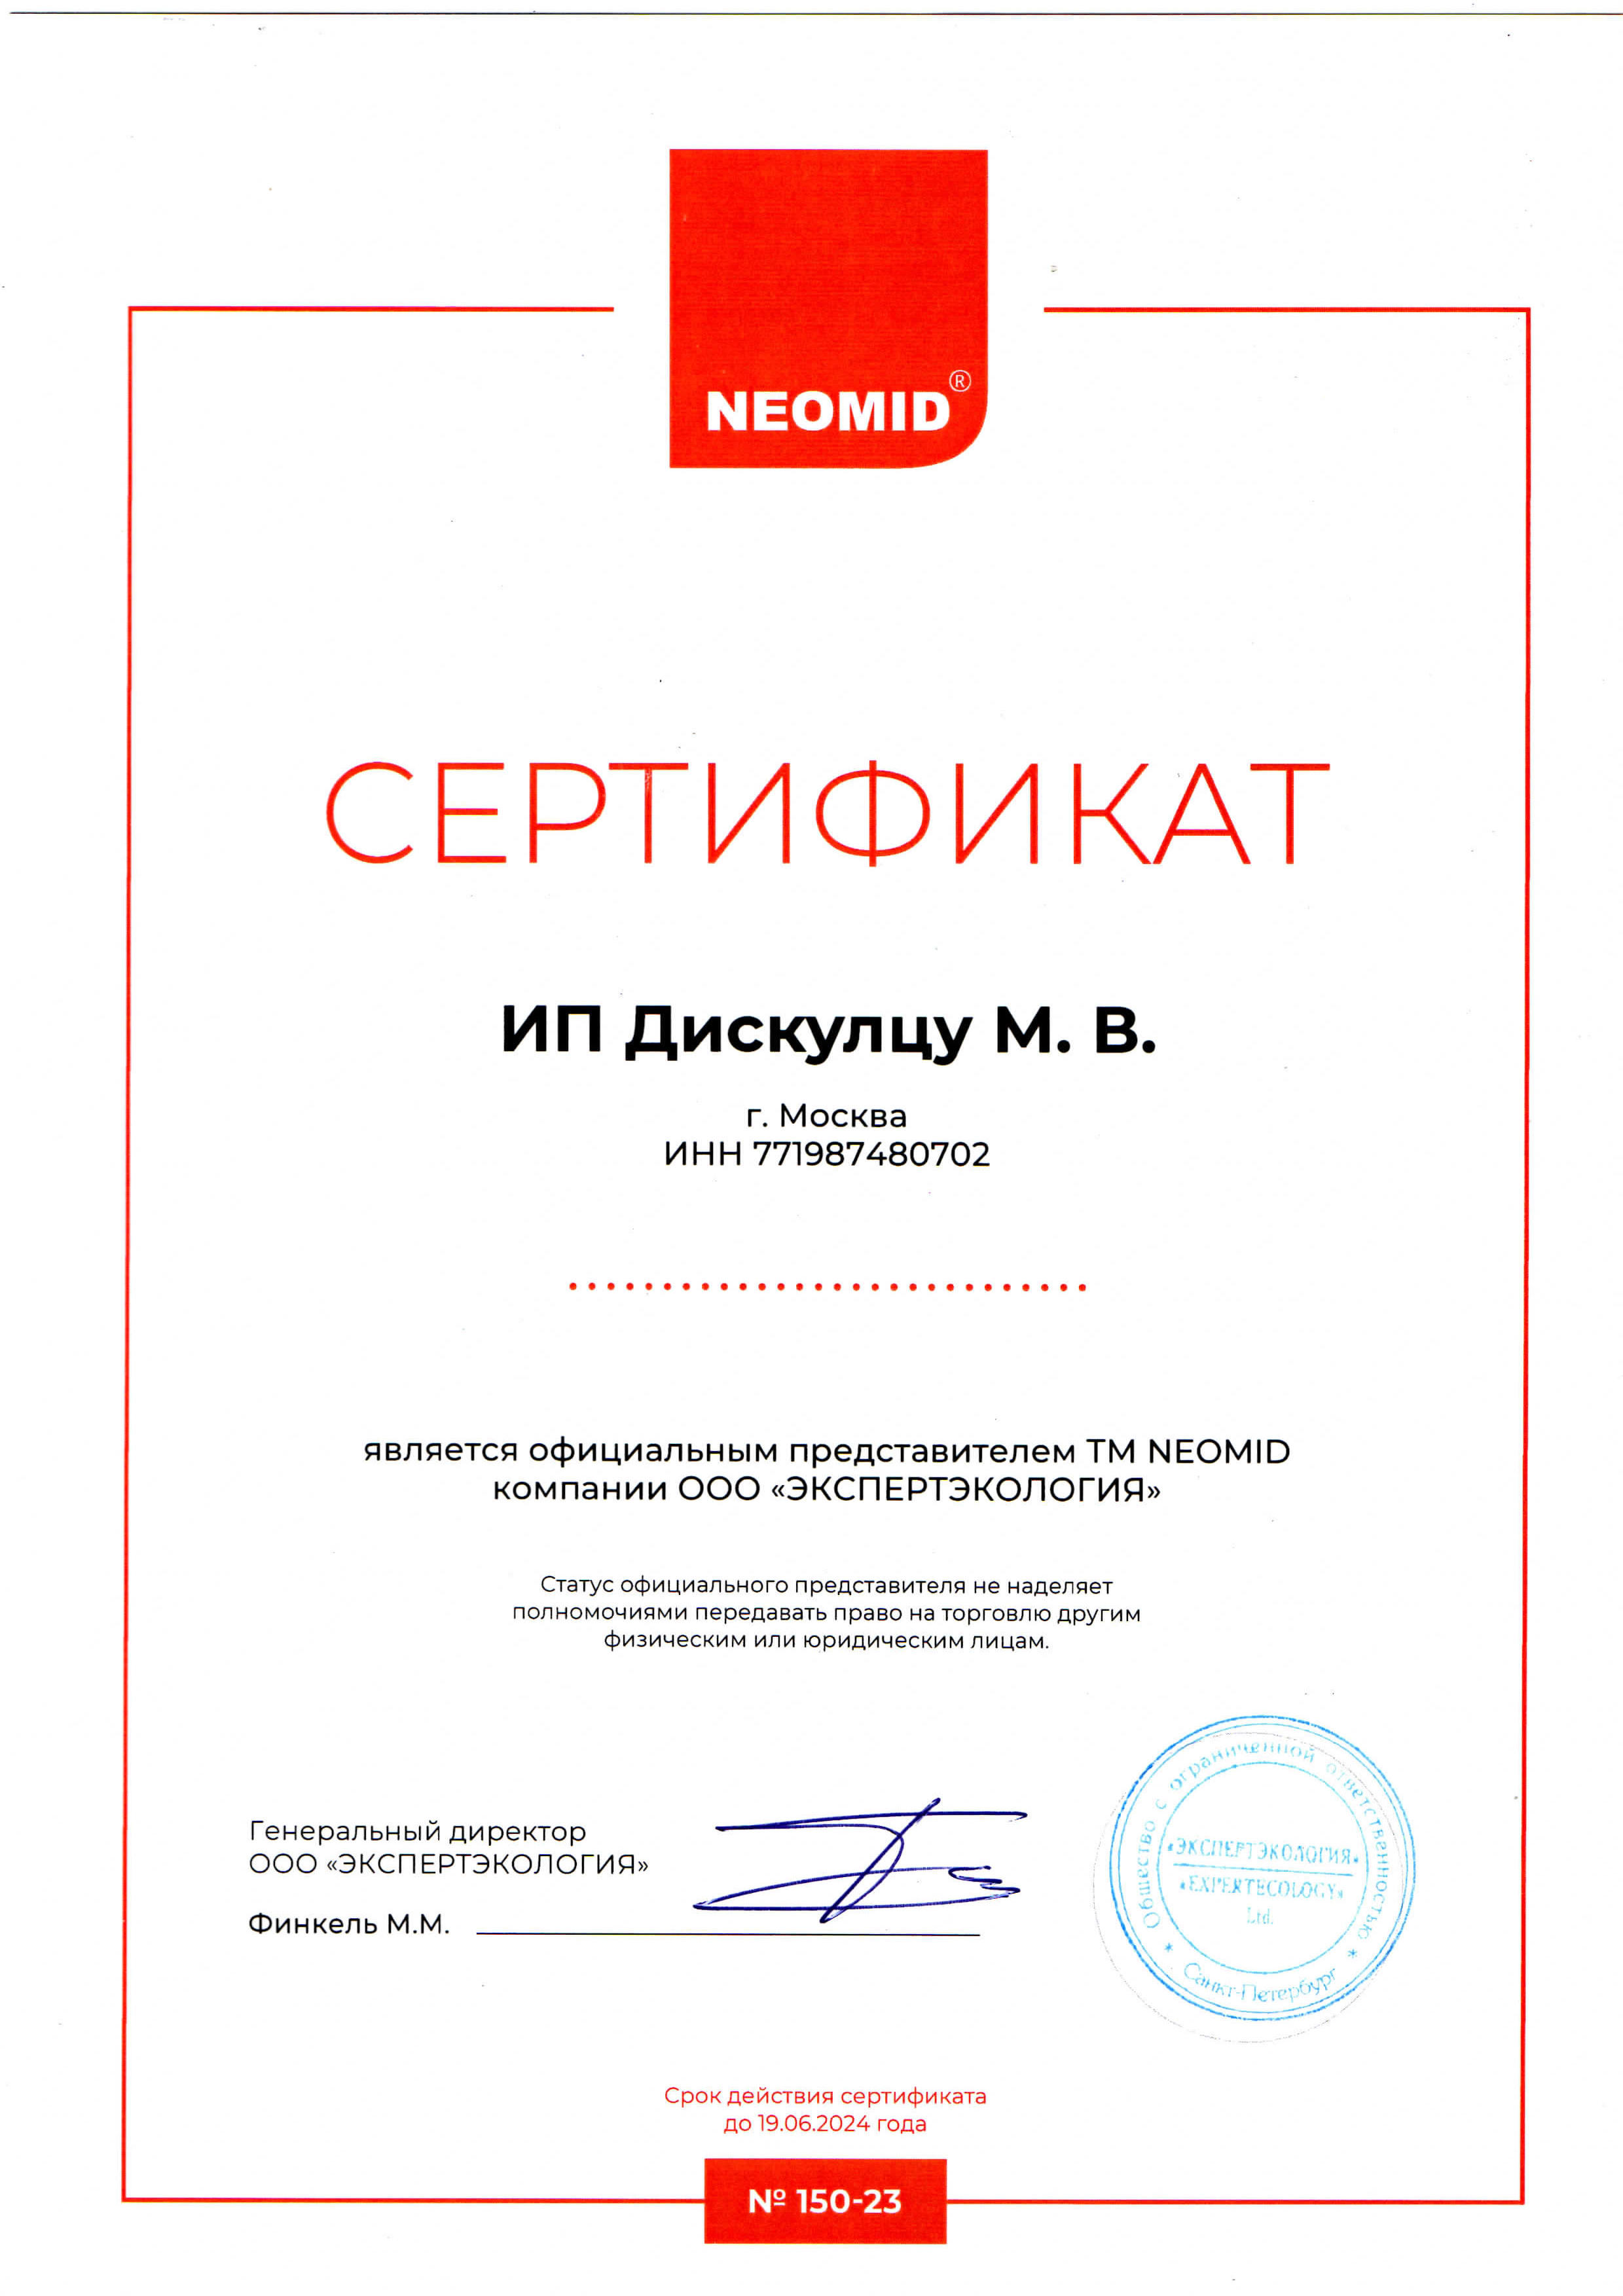 NEOMID®
СЕРТИФИКАТ
ИП Дискулцу М. В.
г. Москва
ИНН 771987480702
является официальным представителем ТМ NEOMID
компании ООО «ЭКСПЕРТЭКОЛОГИЯ»
Статус официального представителя не наделяет
полномочиями передавать право на торговлю другим
физическим или юридическим лицам.
Генеральный директор
ООО «ЭКСПЕРТЭКОЛОГИЯ»
Финкель М.М.
Общество с ограниченной ответственностью
«ЭКСПЕРТЭКОЛОГИЯ»
«EXPERTECOLOGY»
Ltd.
* Санкт-Петербург *
Срок действия сертификата
до 19.06.2024 года
№ 150-23